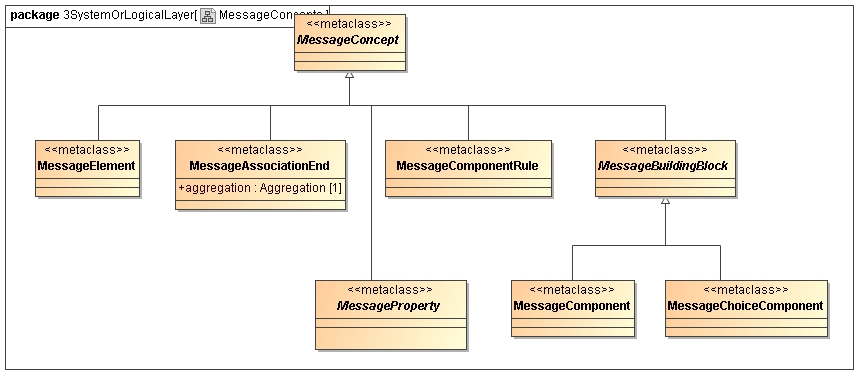 package 3SystemOrLogicalLayer[ MessageConcepts ]
<<metaclass>>
MessageConcept
<<metaclass>>
MessageElement
<<metaclass>>
MessageAssociationEnd
+aggregation : Aggregation [1]
<<metaclass>>
MessageComponentRule
<<metaclass>>
MessageBuildingBlock
<<metaclass>>
MessageProperty
<<metaclass>>
MessageComponent
<<metaclass>>
MessageChoiceComponent